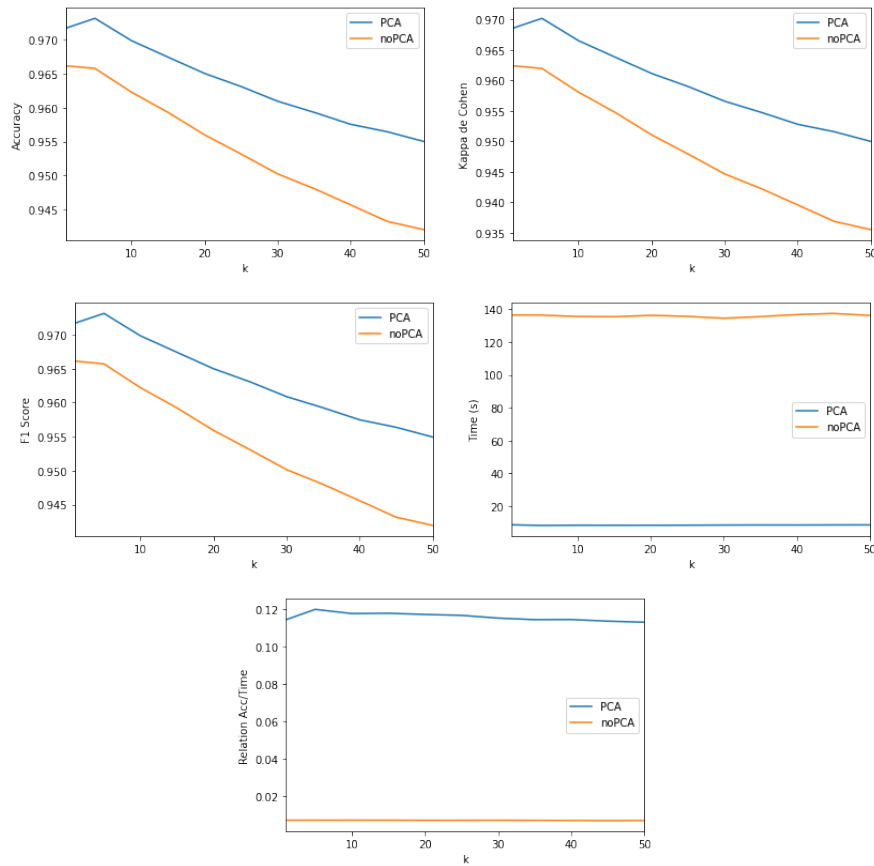 PCA
noPCA
0.970
0.965
0.960
0.955
0.950
0.945
Accuracy
10 20 30 40 50
k
PCA
noPCA
0.970
0.965
0.960
0.955
0.950
0.945
0.940
0.935
Kappa de Cohen
10 20 30 40 50
k
PCA
noPCA
0.970
0.965
0.960
0.955
0.950
0.945
F1 Score
10 20 30 40 50
k
140
120
100
80
60
40
20
Time (s)
PCA
noPCA
10 20 30 40 50
k
0.12
0.10
0.08
0.06
0.04
0.02
Relation Acc/Time
PCA
noPCA
10 20 30 40 50
k